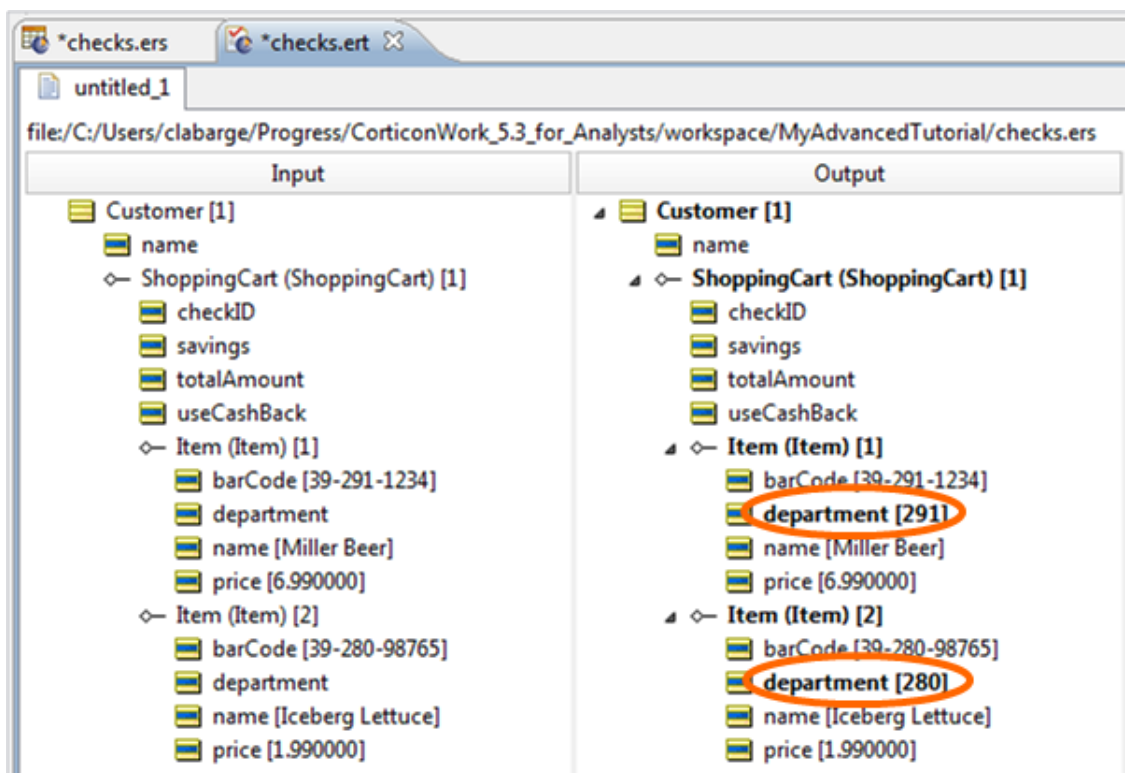 *checks.ers *checks.ert
untitled_1
file:/C:/Users/clabarge/Progress/CorticonWork_5.3_for_Analysts/workspace/MyAdvancedTutorial/checks.ers
Input Output
Customer [1] Customer [1]
name name
ShoppingCart (ShoppingCart) [1] ShoppingCart (ShoppingCart) [1]
checkID checkID
savings savings
totalAmount totalAmount
useCashBack useCashBack
Item (Item) [1] Item (Item) [1]
barCode [39-291-1234] barCode [39-291-1234]
department department [291]
name [Miller Beer] name [Miller Beer]
price [6.990000] price [6.990000]
Item (Item) [2] Item (Item) [2]
barCode [39-280-98765] barCode [39-280-98765]
department department [280]
name [Iceberg Lettuce] name [Iceberg Lettuce]
price [1.990000] price [1.990000]